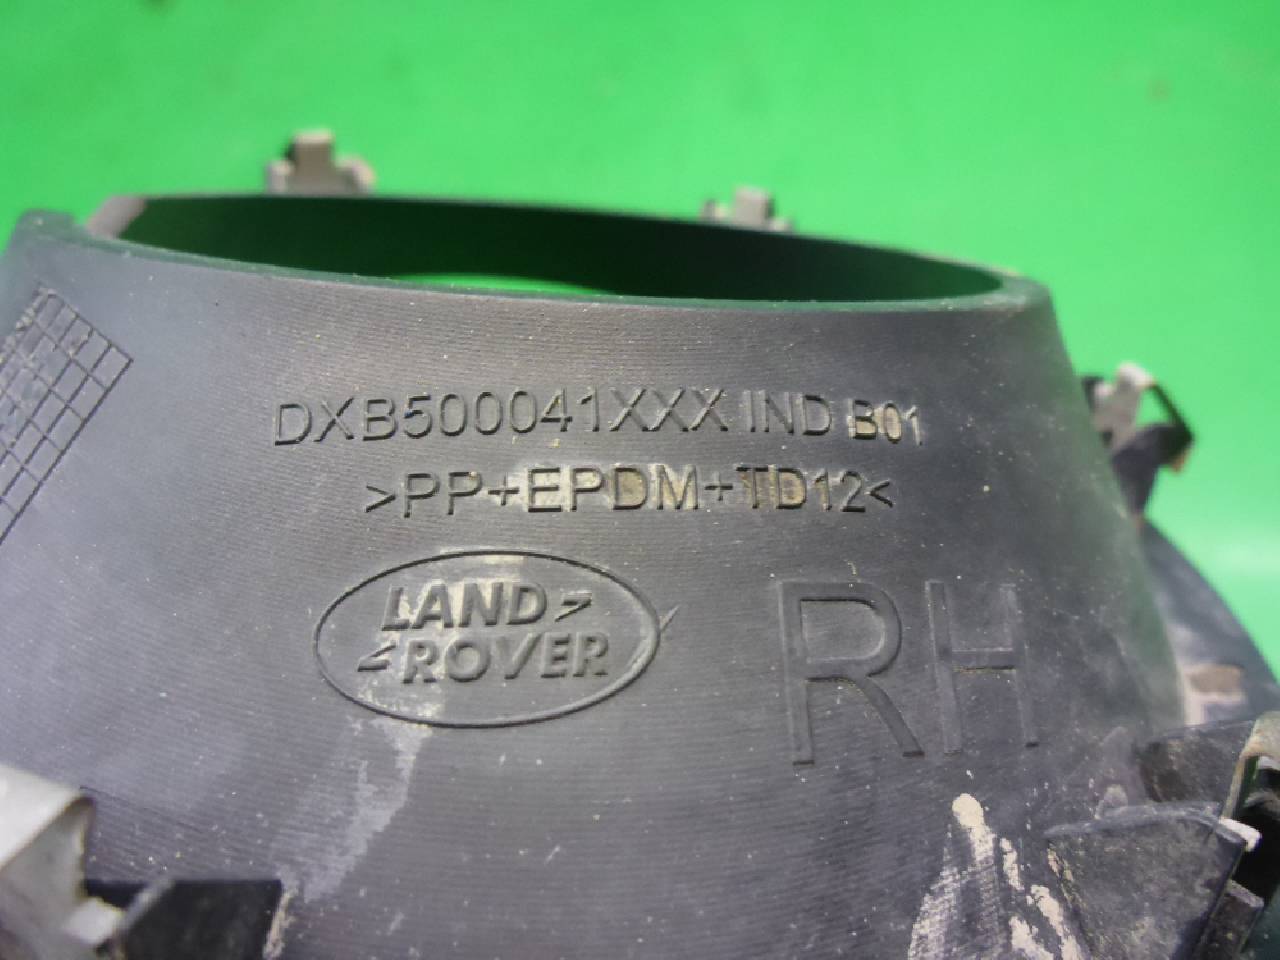 DXB500041XXX IND B01
>PP+EPDM+TD12<
LAND
ROVER
RH